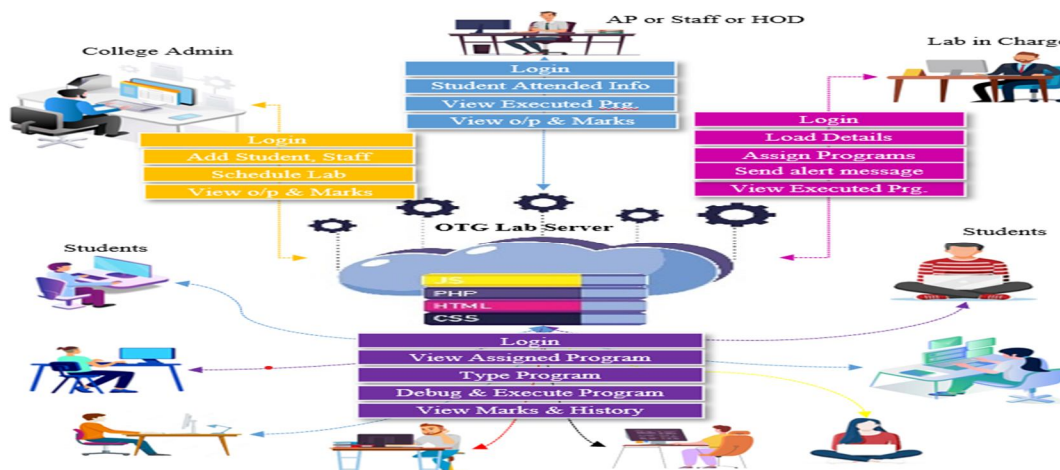 AP or Staff or HOD
College Admin
Lab in Charge
Login
Student Attended Info
View Executed Prg.
View o/p & Marks
Login
Add Student, Staff
Schedule Lab
View o/p & Marks
Login
Load Details
Assign Programs
Send alert message
View Executed Prg.
OTG Lab Server
Students
Students
JS
PHP
HTML
CSS
Login
View Assigned Program
Type Program
Debug & Execute Program
View Marks & History